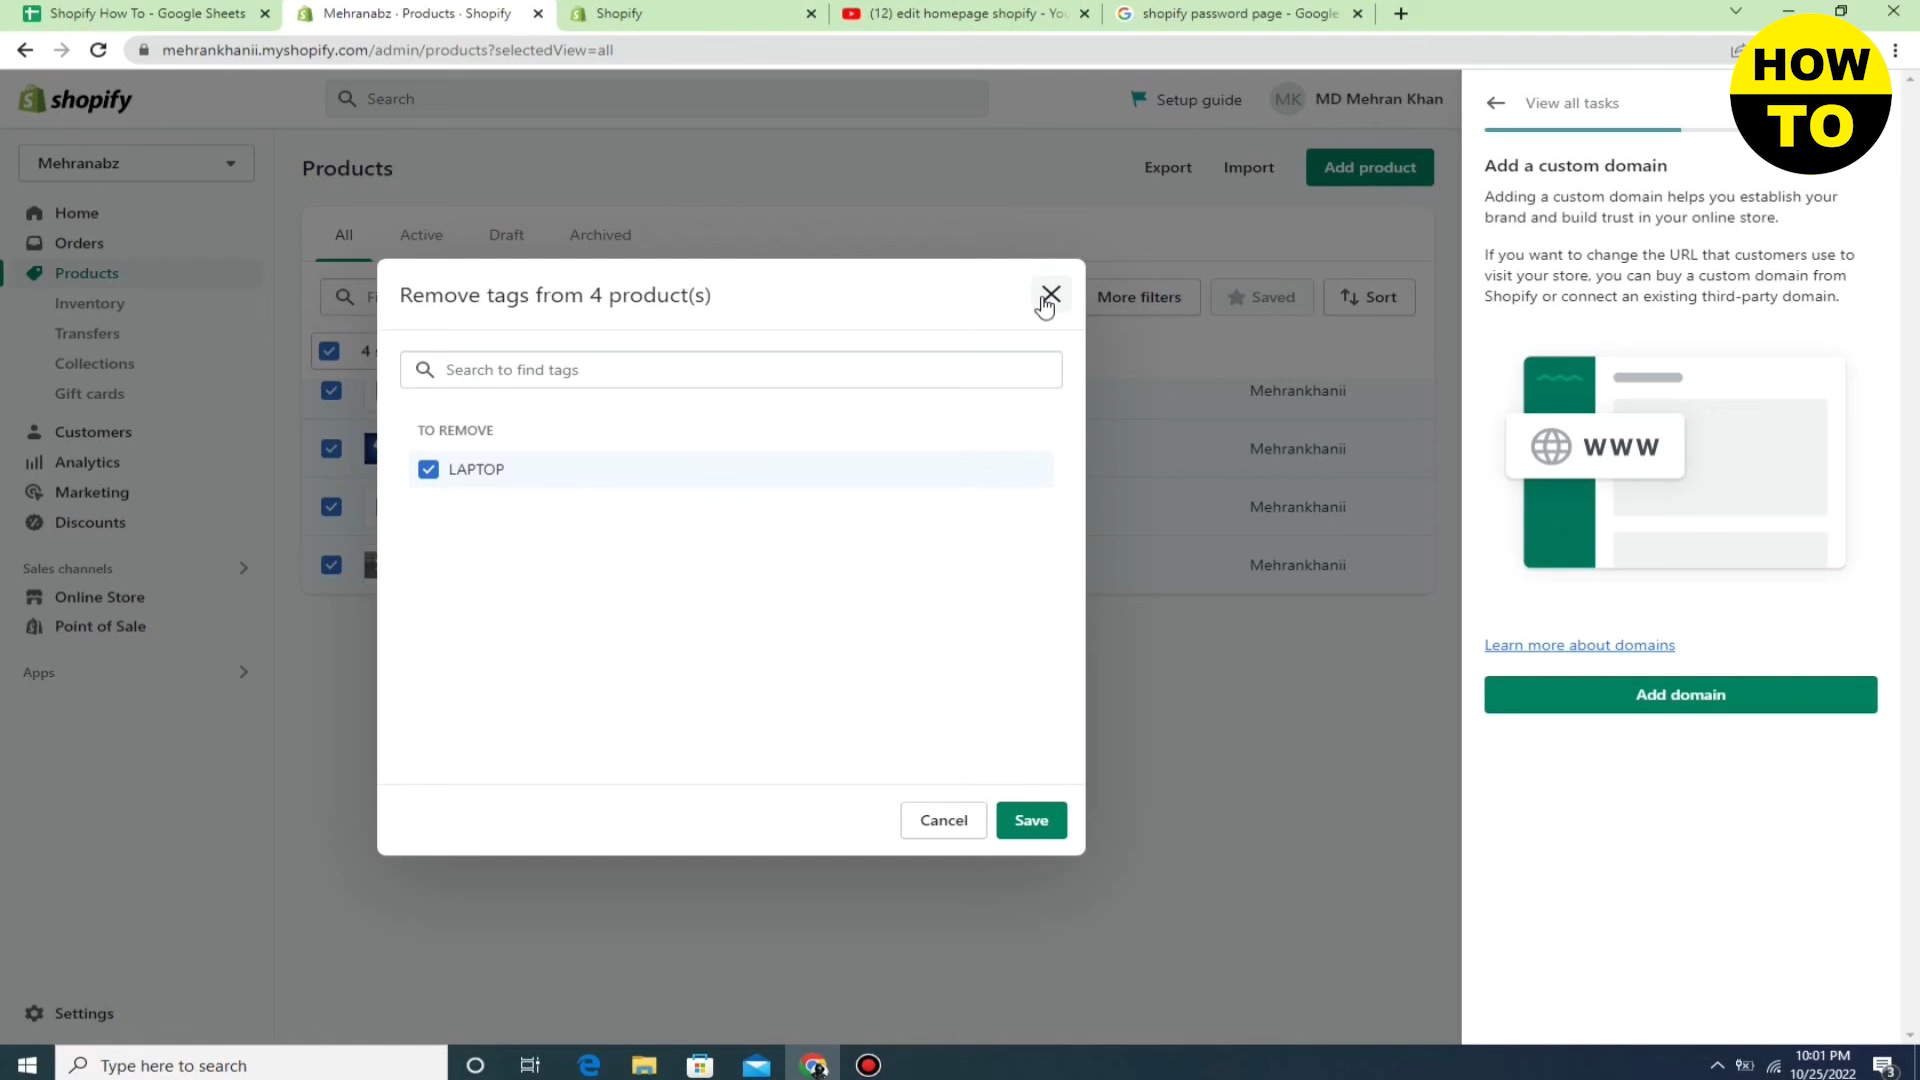 Shopify How To - Google Sheets
Mehranabz · Products · Shopify
Shopify
(12) edit homepage shopify - You
shopify password page - Google
mehrankhanii.myshopify.com/admin/products?selectedView=all
HOW
TO
shopify
Search
Setup guide
MK
MD Mehran Khan
View all tasks
Mehranabz
Products
Export
Import
Add product
Home
Orders
Products
Inventory
Transfers
Collections
Gift cards
Customers
Analytics
Marketing
Discounts
Sales channels
Online Store
Point of Sale
Apps
Settings
All
Active
Draft
Archived
More filters
Saved
Sort
Mehrankhanii
Mehrankhanii
Mehrankhanii
Mehrankhanii
Remove tags from 4 product(s)
Search to find tags
TO REMOVE
LAPTOP
Cancel
Save
Add a custom domain
Adding a custom domain helps you establish your
brand and build trust in your online store.
If you want to change the URL that customers use to
visit your store, you can buy a custom domain from
Shopify or connect an existing third-party domain.
WWW
Learn more about domains
Add domain
Type here to search
10:01 PM
10/25/2022
3